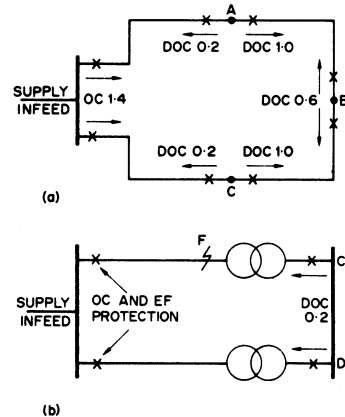 A
DOC 0·2 DOC 1·0
SUPPLY
INFEED
OC 1·4
DOC 0·6
B
DOC 0·2 DOC 1·0
C
(a)
F
C
SUPPLY
INFEED
OC AND EF
PROTECTION
DOC
0·2
D
(b)